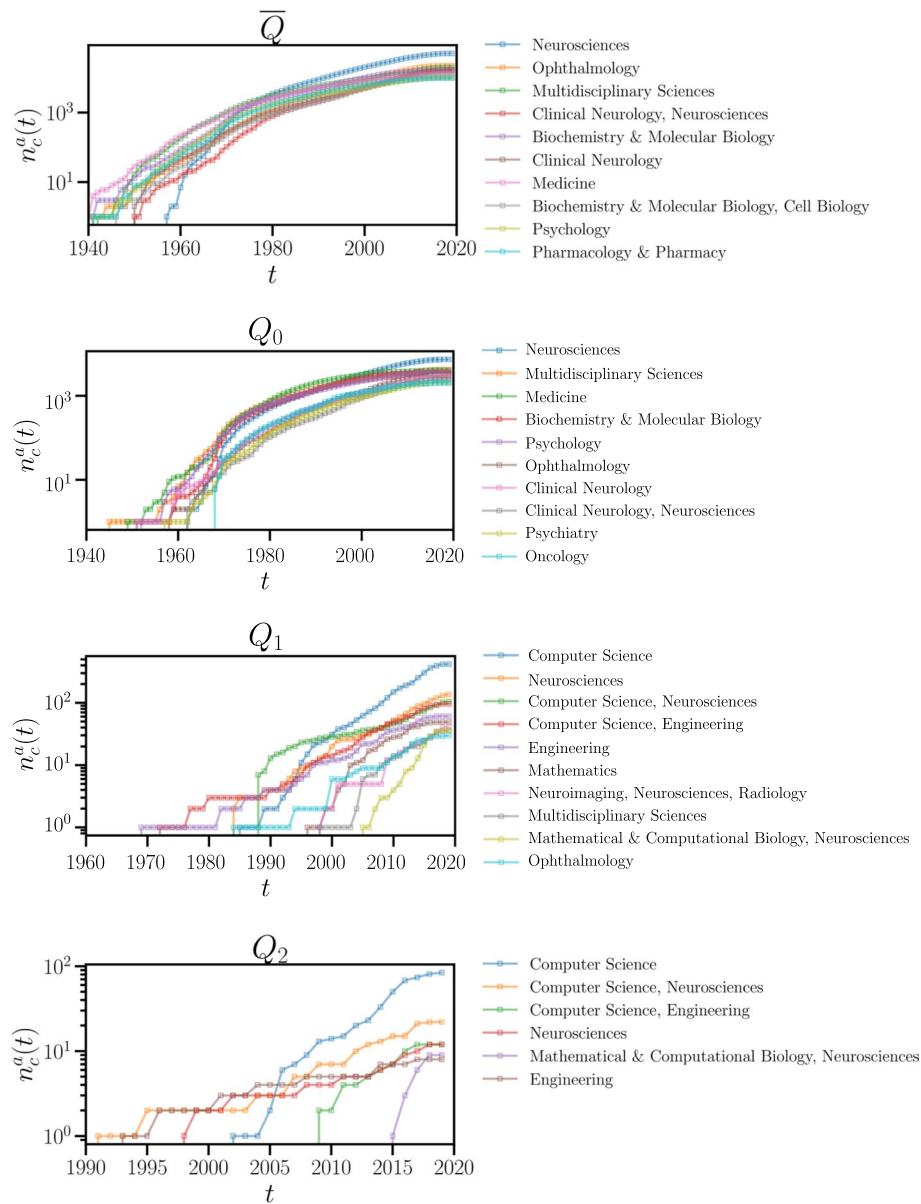 Q̅
n_c^a(t)
10^3
10^1
1940 1960 1980 2000 2020
t
Neurosciences
Ophthalmology
Multidisciplinary Sciences
Clinical Neurology, Neurosciences
Biochemistry & Molecular Biology
Clinical Neurology
Medicine
Biochemistry & Molecular Biology, Cell Biology
Psychology
Pharmacology & Pharmacy
Q_0
n_c^a(t)
10^3
10^1
1940 1960 1980 2000 2020
t
Neurosciences
Multidisciplinary Sciences
Medicine
Biochemistry & Molecular Biology
Psychology
Ophthalmology
Clinical Neurology
Clinical Neurology, Neurosciences
Psychiatry
Oncology
Q_1
n_c^a(t)
10^2
10^1
10^0
1960 1970 1980 1990 2000 2010 2020
t
Computer Science
Neurosciences
Computer Science, Neurosciences
Computer Science, Engineering
Engineering
Mathematics
Neuroimaging, Neurosciences, Radiology
Multidisciplinary Sciences
Mathematical & Computational Biology, Neurosciences
Ophthalmology
Q_2
n_c^a(t)
10^2
10^1
10^0
1990 1995 2000 2005 2010 2015 2020
t
Computer Science
Computer Science, Neurosciences
Computer Science, Engineering
Neurosciences
Mathematical & Computational Biology, Neurosciences
Engineering